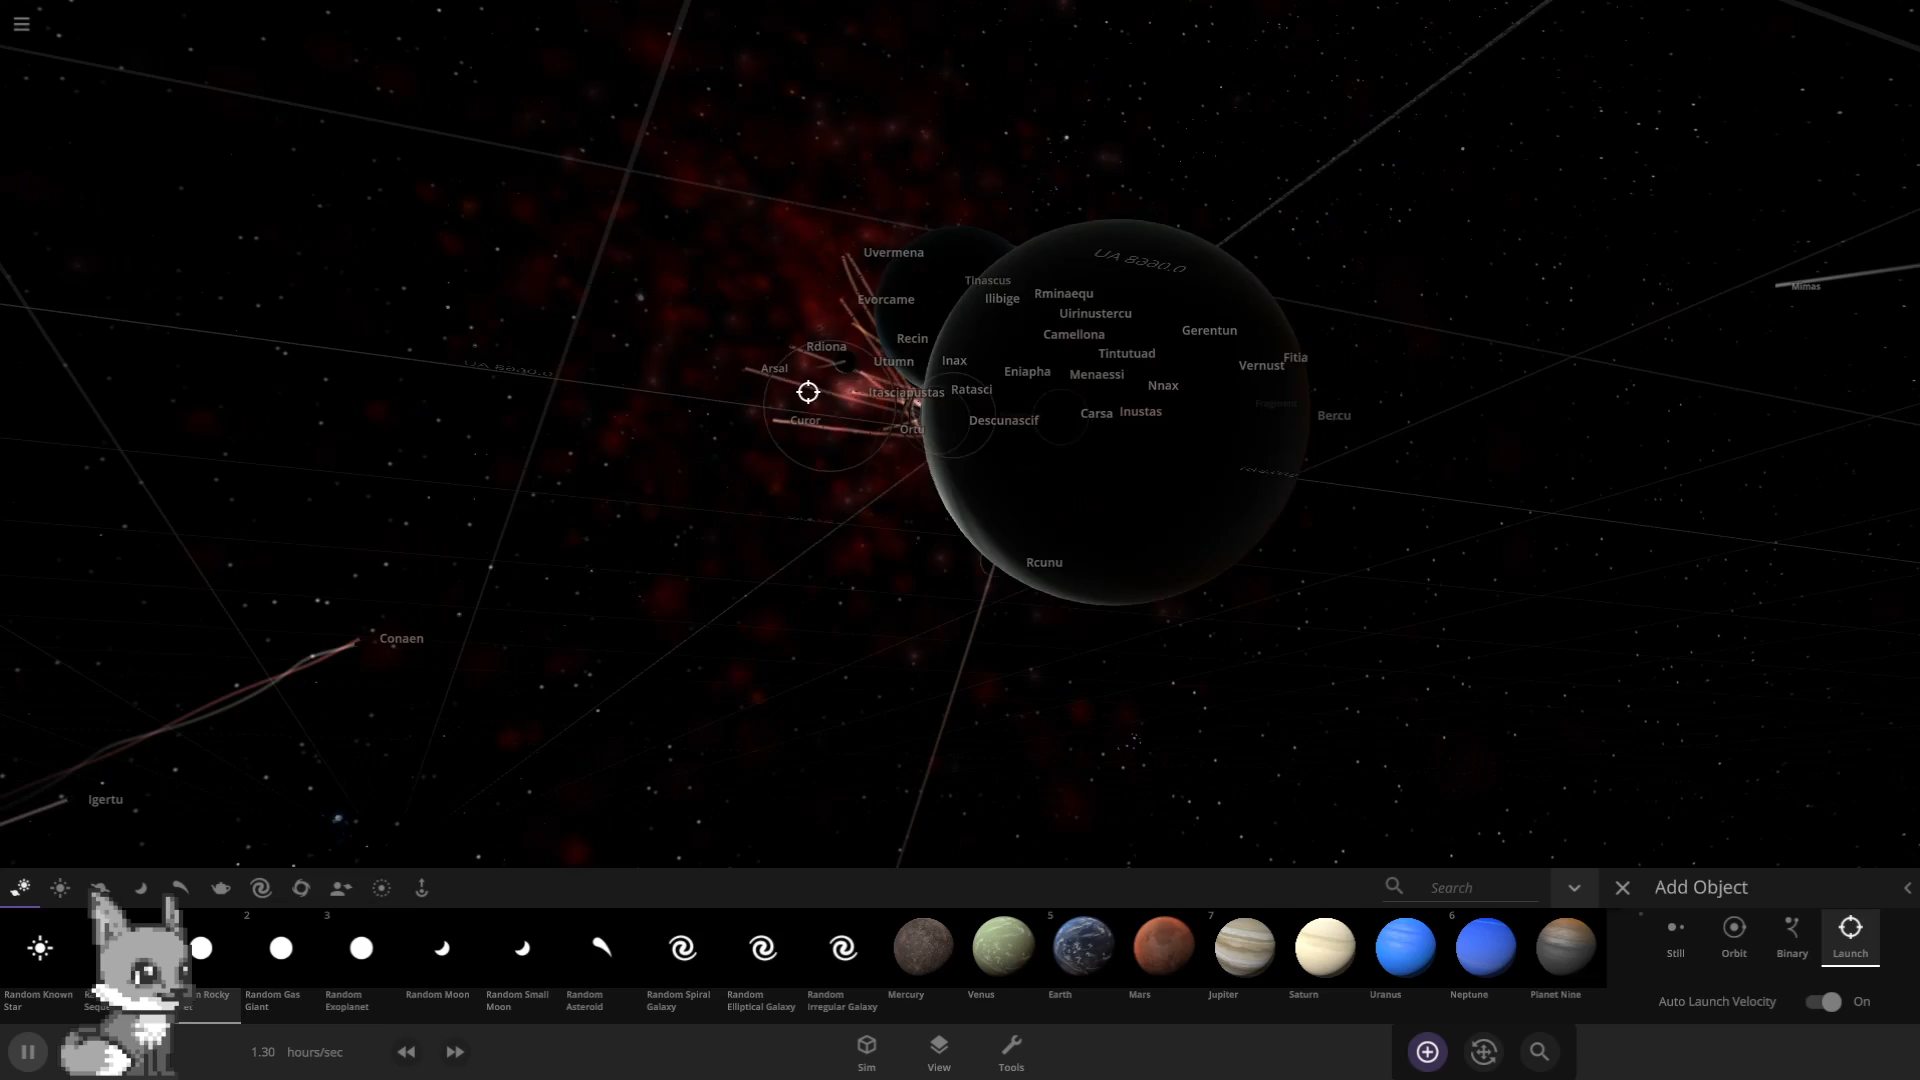 Uvermena
UA 8ƐƐ0.0
Tinascus
Ilibige
Rminaequ
Mimas
Evorcame
Uirinustercu
Camellona
Gerentun
Recin
Rdiona
Tintutuad
Fitia
Arsal
Utumn
Inax
Eniapha
Menaessi
Vernust
Itasciapustas
Ratasci
Nnax
Curor
Ortu
Descunascif
Carsa
Inustas
Fragment
Bercu
Rcunu
Conaen
Igertu
Search
Add Object
2
3
5
7
6
Still
Orbit
Binary
Launch
Random Known
Star
Random Gas
Giant
Random
Exoplanet
Random Moon
Random Small
Moon
Random
Asteroid
Random Spiral
Galaxy
Random
Elliptical Galaxy
Random
Irregular Galaxy
Mercury
Venus
Earth
Mars
Jupiter
Saturn
Uranus
Neptune
Planet Nine
Rocky
Auto Launch Velocity
On
1.30 hours/sec
Sim
View
Tools